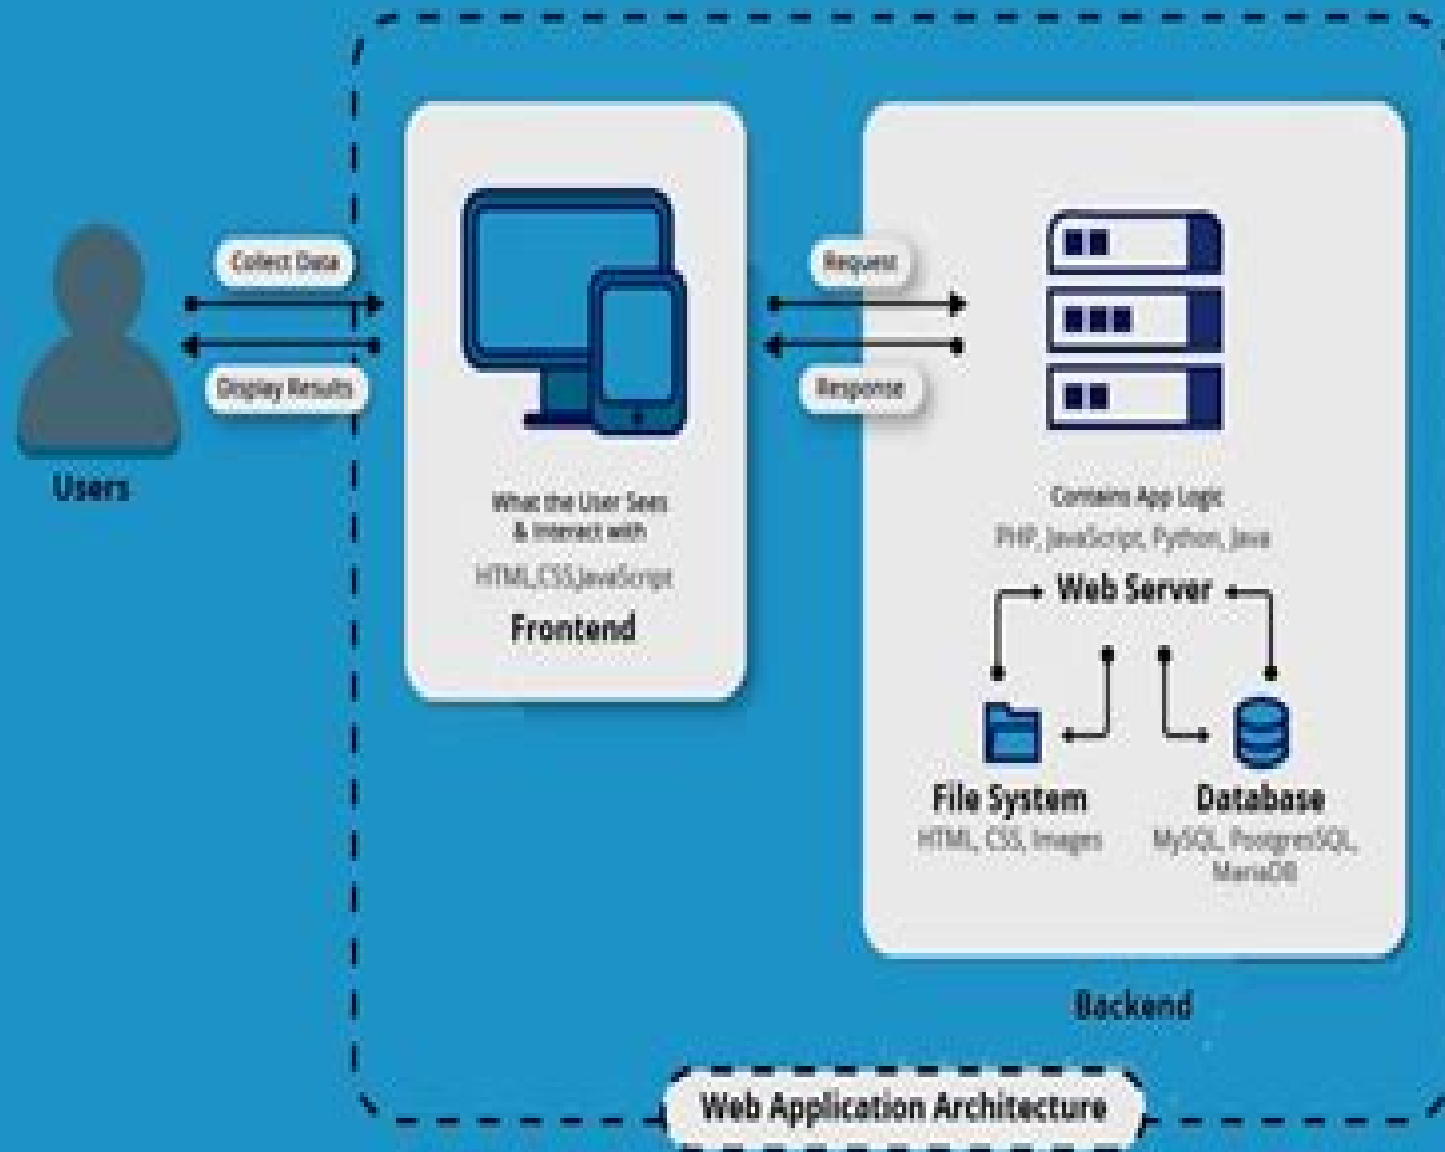 Collect Data
Display Results
Users
What the User Sees
& Interact with
HTML,CSS,JavaScript
Frontend
Request
Response
Contains App Logic
PHP, JavaScript, Python, Java
Web Server
File System
HTML, CSS, Images
Database
MySQL, PostgresSQL,
MariaDB
Backend
Web Application Architecture